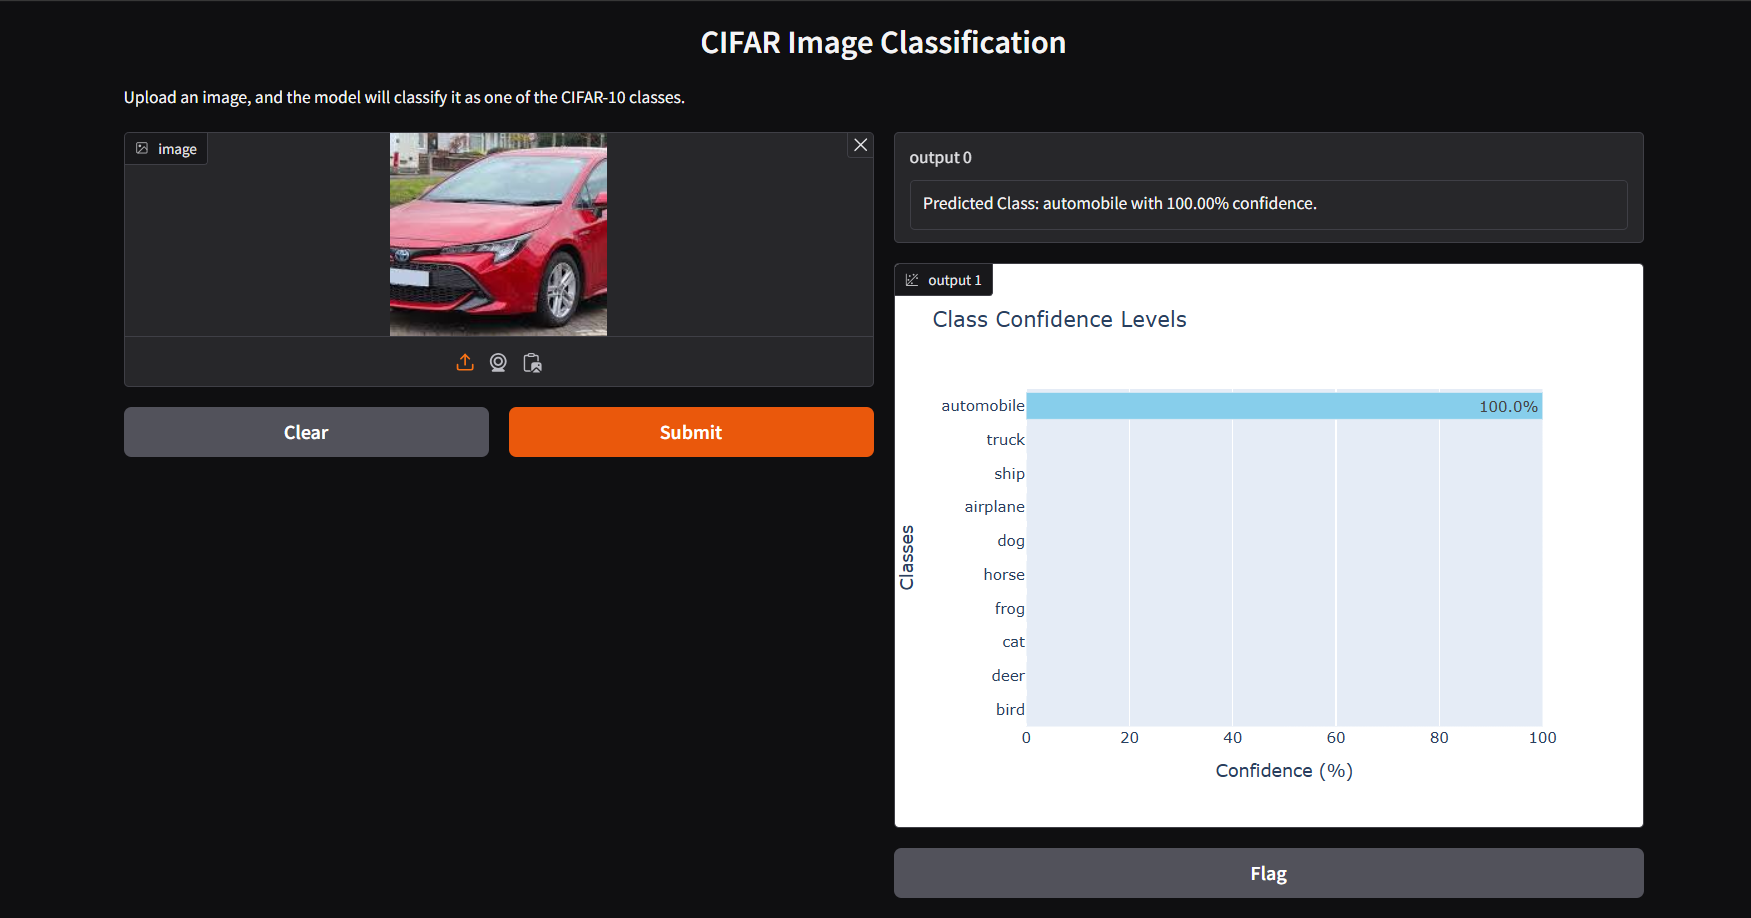 CIFAR Image Classification
Upload an image, and the model will classify it as one of the CIFAR-10 classes.
image
Clear
Submit
output 0
Predicted Class: automobile with 100.00% confidence.
output 1
Class Confidence Levels
Classes
automobile
100.0%
truck
ship
airplane
dog
horse
frog
cat
deer
bird
0 20 40 60 80 100
Confidence (%)
Flag